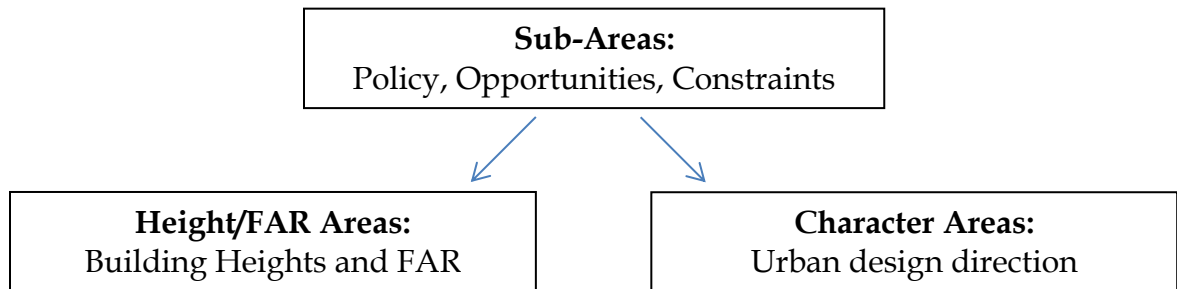 Sub-Areas:
Policy, Opportunities, Constraints
Height/FAR Areas:
Building Heights and FAR
Character Areas:
Urban design direction